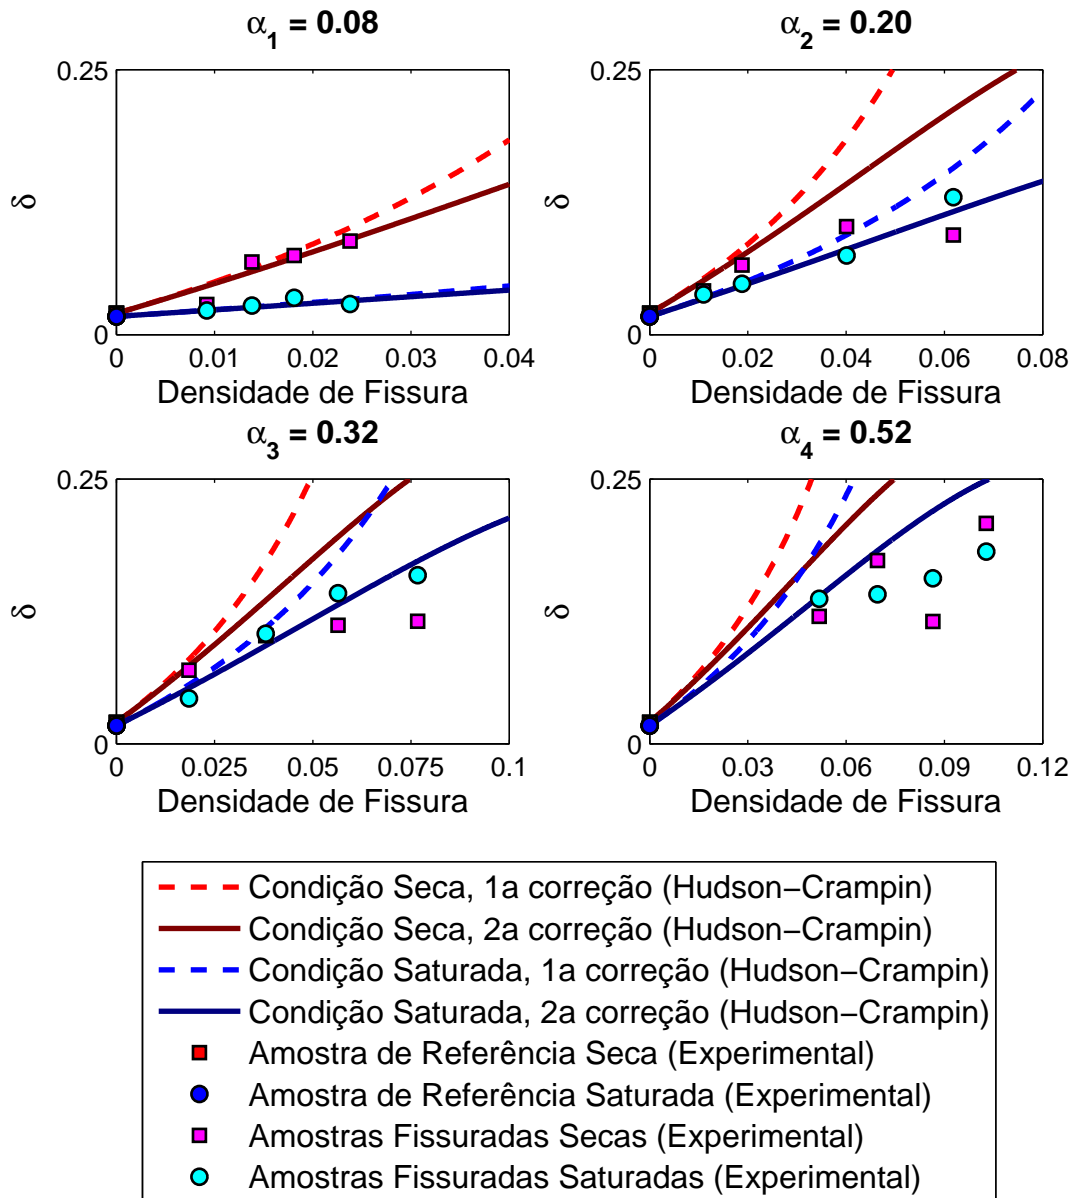 α1 = 0.08
α2 = 0.20
0.25
δ
0
0 0.01 0.02 0.03 0.04
Densidade de Fissura
0.25
δ
0
0 0.02 0.04 0.06 0.08
Densidade de Fissura
α3 = 0.32
α4 = 0.52
0.25
δ
0
0 0.025 0.05 0.075 0.1
Densidade de Fissura
0.25
δ
0
0 0.03 0.06 0.09 0.12
Densidade de Fissura
Condição Seca, 1a correção (Hudson−Crampin)
Condição Seca, 2a correção (Hudson−Crampin)
Condição Saturada, 1a correção (Hudson−Crampin)
Condição Saturada, 2a correção (Hudson−Crampin)
Amostra de Referência Seca (Experimental)
Amostra de Referência Saturada (Experimental)
Amostras Fissuradas Secas (Experimental)
Amostras Fissuradas Saturadas (Experimental)